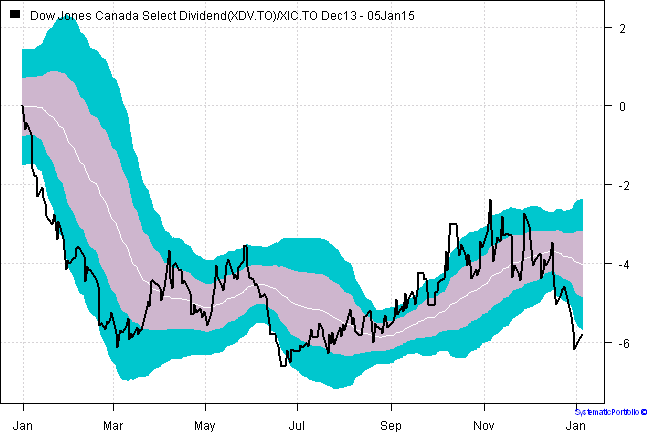 Dow Jones Canada Select Dividend(XDV.TO)/XIC.TO Dec13 - 05Jan15
2
0
-2
-4
-6
Jan Mar May Jul Sep Nov Jan
SystematicPortfolio ©